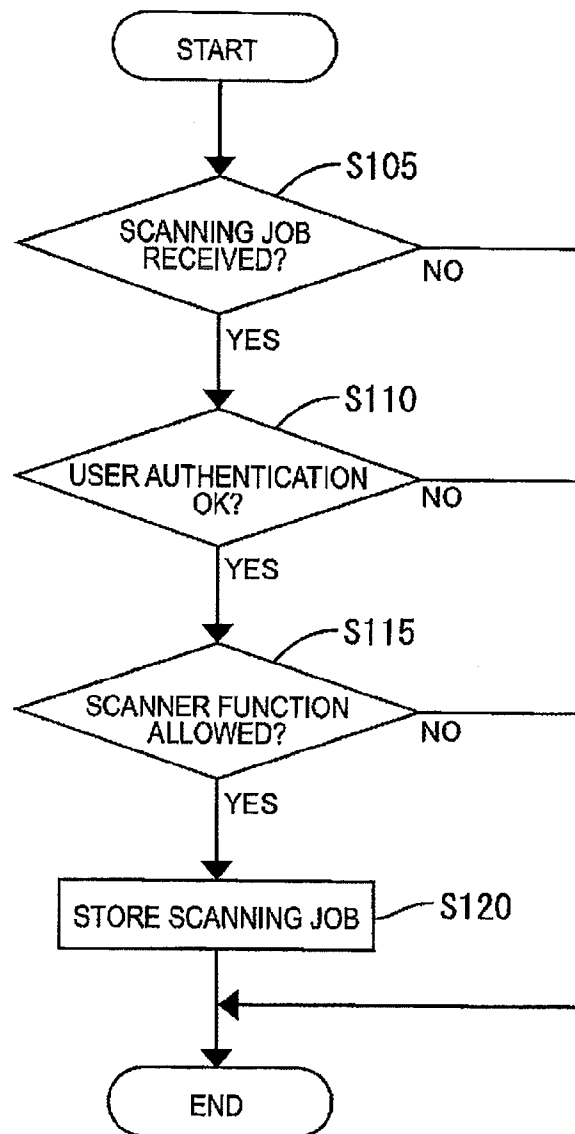 START
S105
SCANNING JOB
RECEIVED?
NO
YES
S110
USER AUTHENTICATION
OK?
NO
YES
S115
SCANNER FUNCTION
ALLOWED?
NO
YES
STORE SCANNING JOB
S120
END